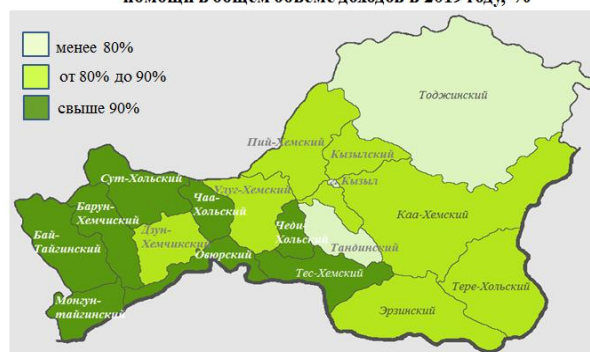 помощи в общем объеме доходов в 2019 году, %
менее 80%
от 80% до 90%
свыше 90%
Тоджинский
Пий-Хемский
Кызылский
Кызыл
Сут-Хольский
Чаа-
Хольский
Улуг-Хемский
Барун-
Хемчиский
Дзун-
Хемчикский
Каа-Хемский
Бай-
Тайгинский
Чеди-
Хольский
Тандинский
Овюрский
Тес-Хемский
Тере-Хольский
Эрзинский
Монгун-
тайгинский